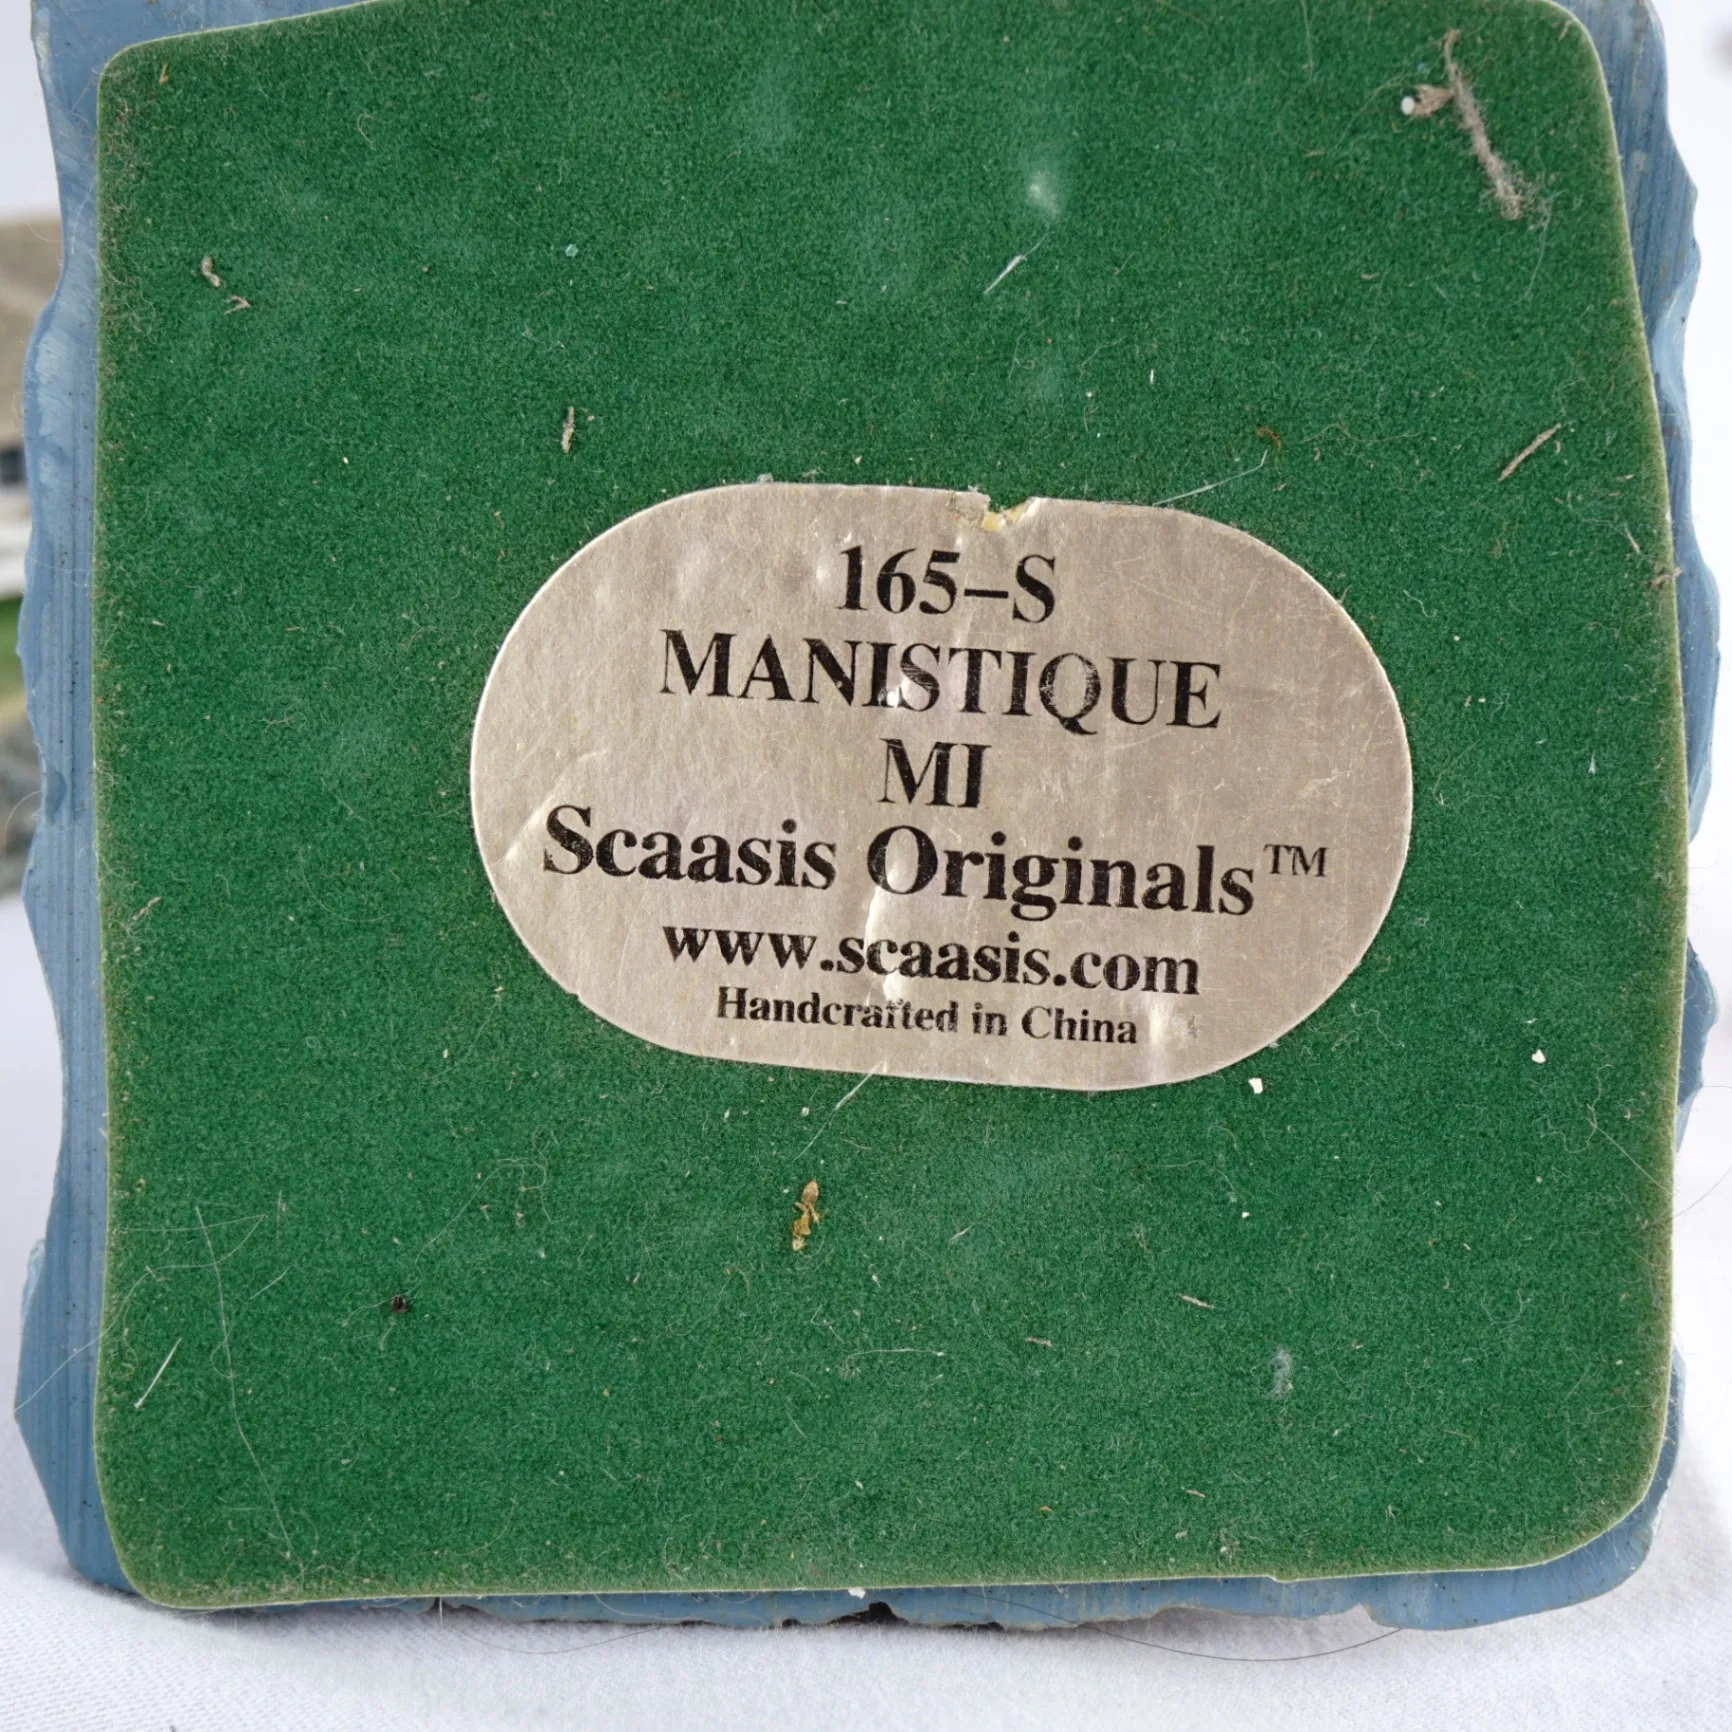 165–S
MANISTIQUE
MI
Scaasis Originals™
www.scaasis.com
Handcrafted in China